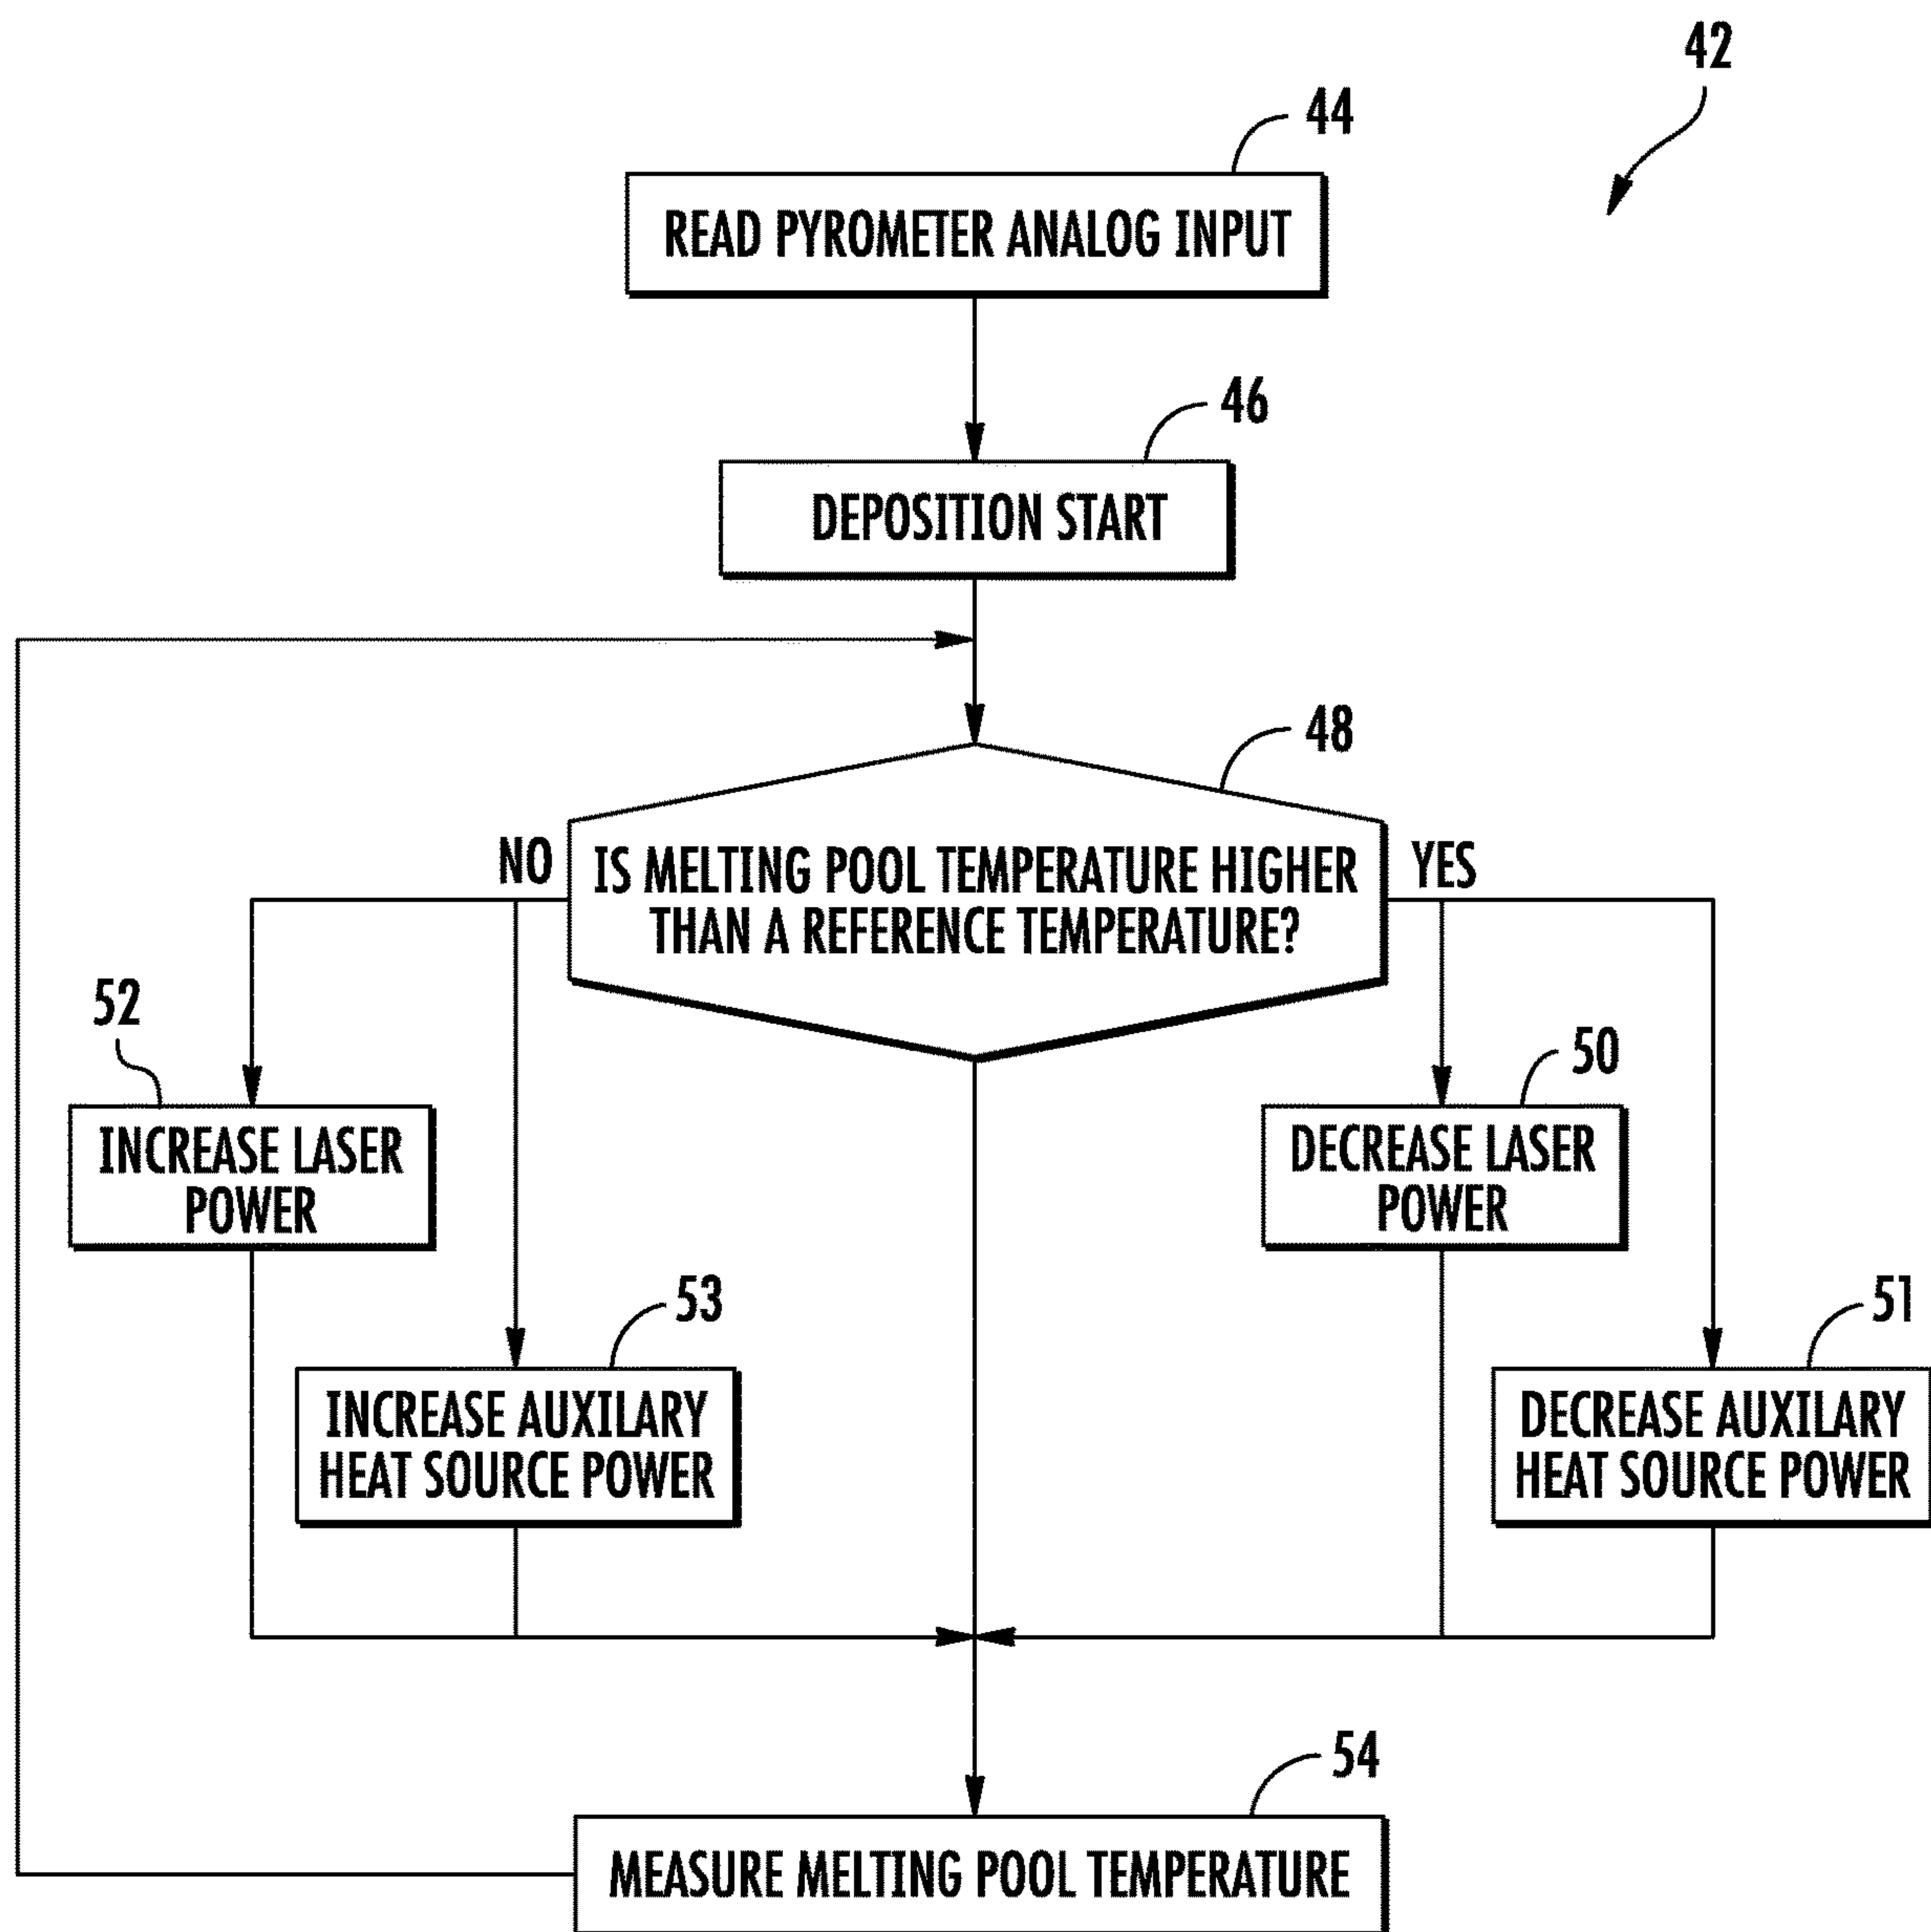 42
44
READ PYROMETER ANALOG INPUT
46
DEPOSITION START
48
NO
IS MELTING POOL TEMPERATURE HIGHER
THAN A REFERENCE TEMPERATURE?
YES
52
INCREASE LASER
POWER
50
DECREASE LASER
POWER
53
INCREASE AUXILARY
HEAT SOURCE POWER
51
DECREASE AUXILARY
HEAT SOURCE POWER
54
MEASURE MELTING POOL TEMPERATURE